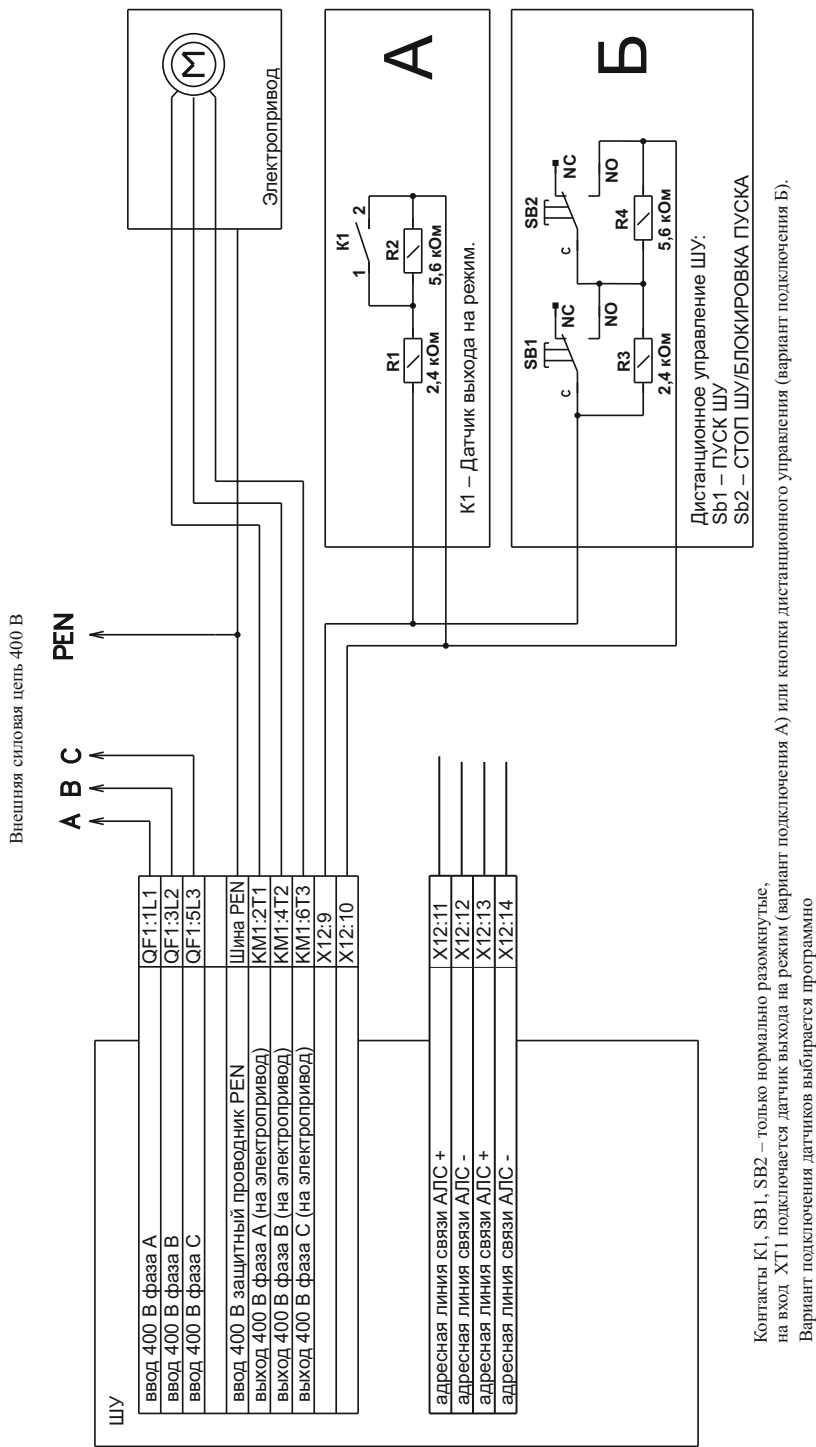 Внешняя силовая цепь 400 В
A
B
C
PEN
ШУ
ввод 400 В фаза А
QF1:1L1
ввод 400 В фаза В
QF1:3L2
ввод 400 В фаза С
QF1:5L3
ввод 400 В защитный проводник PEN
Шина PEN
выход 400 В фаза А (на электропривод)
KM1:2T1
выход 400 В фаза В (на электропривод)
KM1:4T2
выход 400 В фаза С (на электропривод)
KM1:6T3
X12:9
X12:10
адресная линия связи АЛС +
X12:11
адресная линия связи АЛС -
X12:12
адресная линия связи АЛС +
X12:13
адресная линия связи АЛС -
X12:14
M
Электропривод
А
К1
1
2
R1
2,4 кОм
R2
5,6 кОм
К1 – Датчик выхода на режим.
Б
SB1
C
NC
NO
SB2
C
NC
NO
R3
2,4 кОм
R4
5,6 кОм
Дистанционное управление ШУ:
Sb1 – ПУСК ШУ
Sb2 – СТОП ШУ/БЛОКИРОВКА ПУСКА
Контакты К1, SB1, SB2 – только нормально разомкнутые,
на вход XT1 подключается датчик выхода на режим (вариант подключения А) или кнопки дистанционного управления (вариант подключения Б).
Вариант подключения датчиков выбирается программно